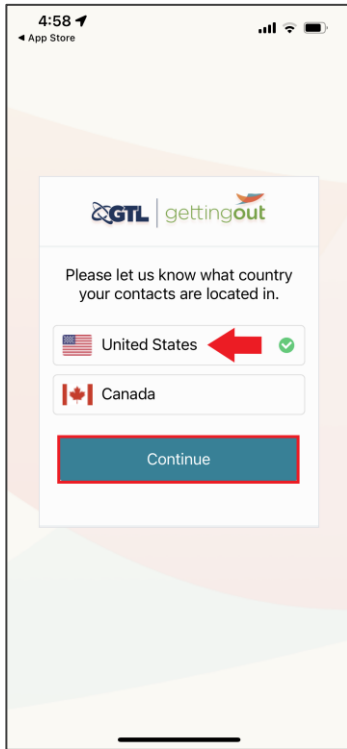 4:58
App Store
GTL gettingout
Please let us know what country
your contacts are located in.
United States
Canada
Continue